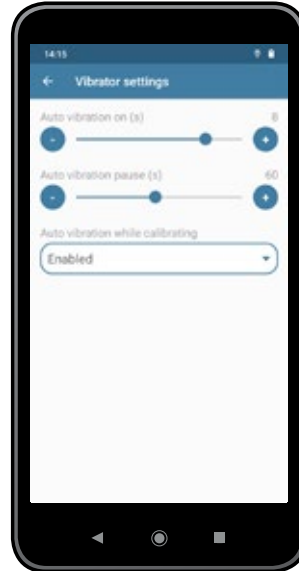 14:15
Vibrator settings
Auto vibration on (s) 8
- +
Auto vibration pause (s) 60
- +
Auto vibration while calibrating
Enabled